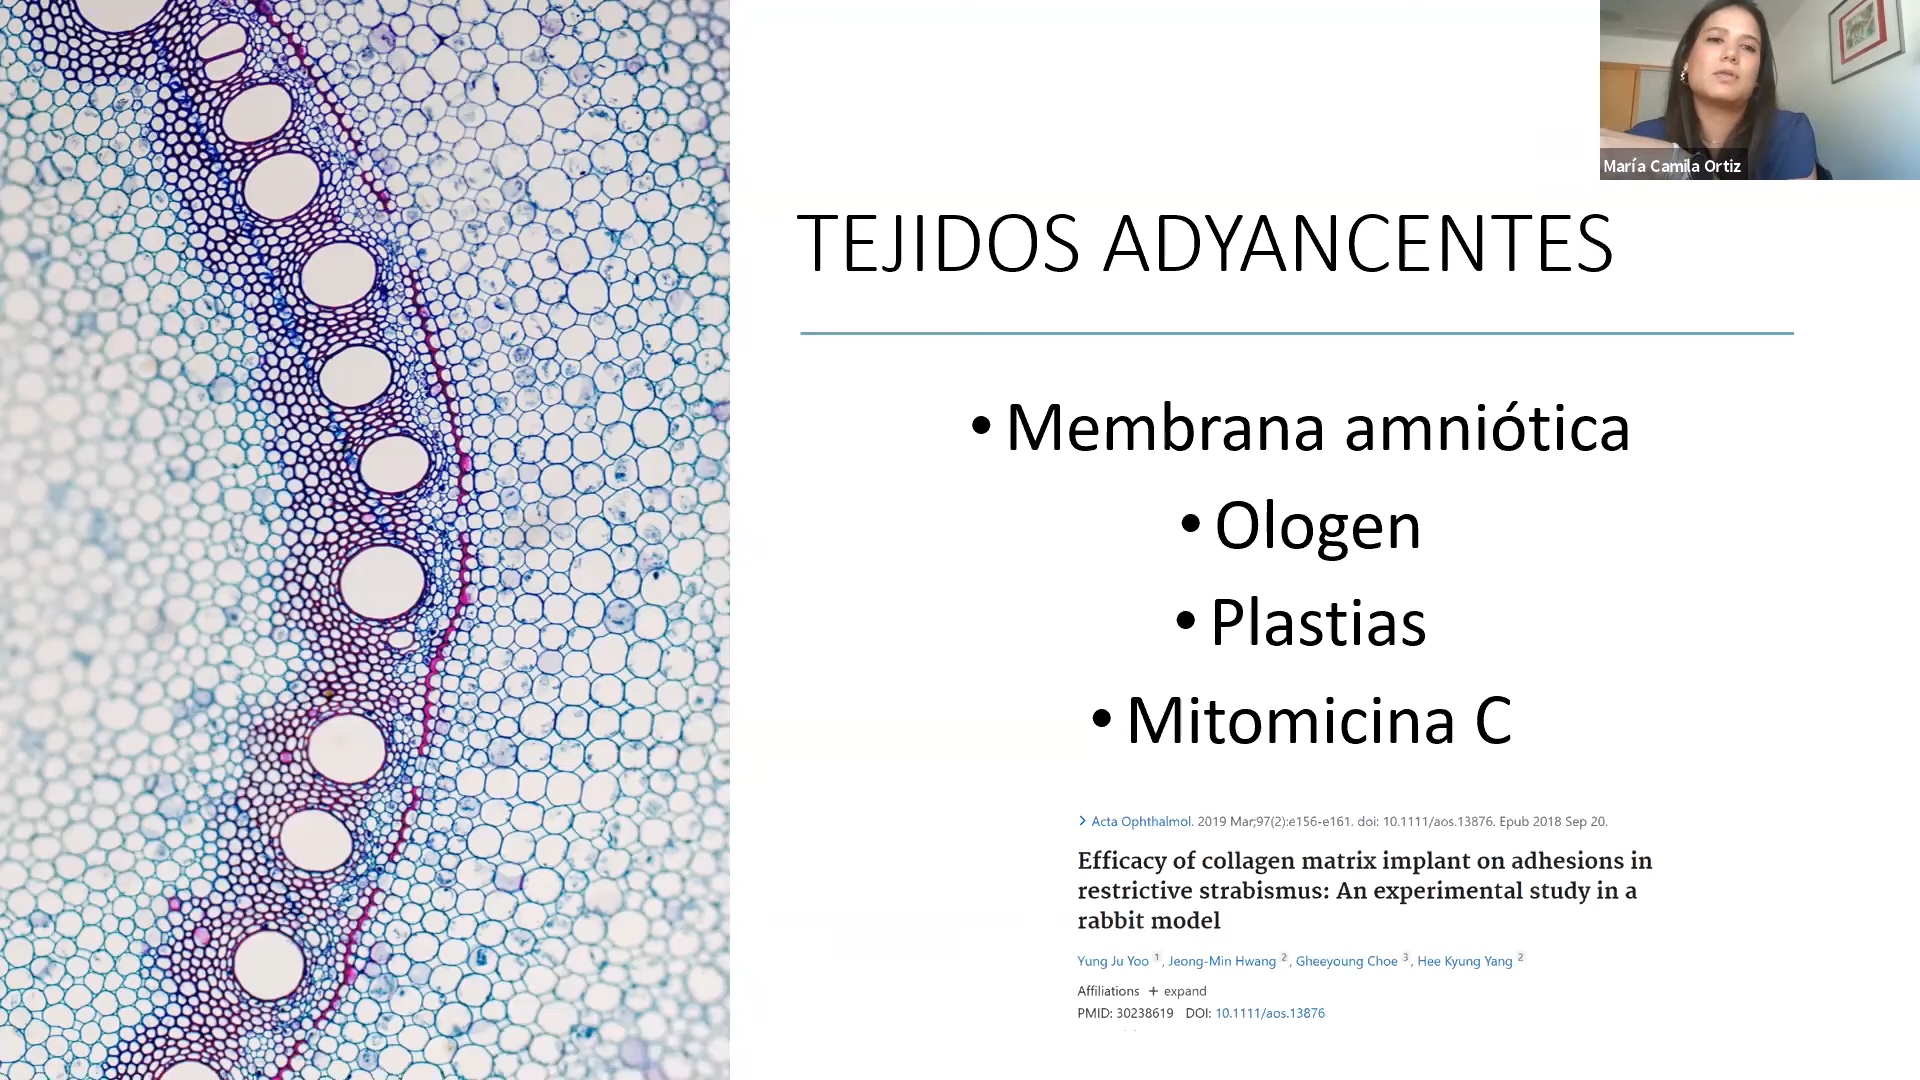 María Camila Ortiz
TEJIDOS ADYANCENTES
• Membrana amniótica
• Ologen
• Plastias
• Mitomicina C
> Acta Ophthalmol. 2019 Mar;97(2):e156-e161. doi: 10.1111/aos.13876. Epub 2018 Sep 20.
Efficacy of collagen matrix implant on adhesions in
restrictive strabismus: An experimental study in a
rabbit model
Yung Ju Yoo 1, Jeong-Min Hwang 2, Gheeyoung Choe 3, Hee Kyung Yang 2
Affiliations + expand
PMID: 30238619 DOI: 10.1111/aos.13876